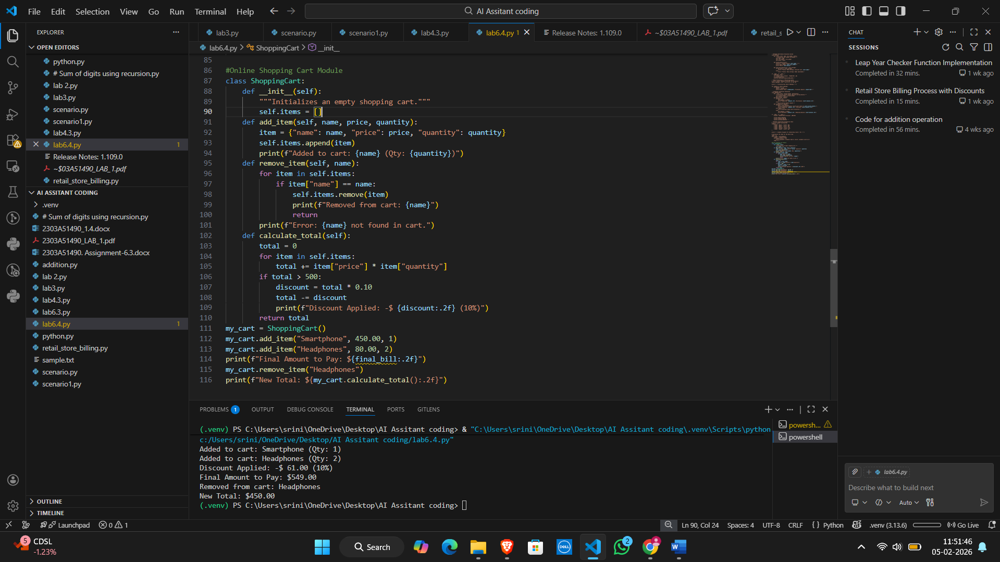 File Edit Selection View Go Run Terminal Help
AI Assitant coding
EXPLORER
OPEN EDITORS
python.py
# Sum of digits using recursion.py
lab 2.py
lab3.py
scenario.py
scenario1.py
lab4.3.py
lab6.4.py 1
Release Notes: 1.109.0
~$03A51490_LAB_1.pdf
retail_store_billing.py
AI ASSITANT CODING
.venv
# Sum of digits using recursion.py
2303A51490_1.4.docx
2303A51490_LAB_1.pdf
2303A51490. Assignment-6.3.docx
addition.py
lab 2.py
lab3.py
lab4.3.py
lab6.3.py
lab6.4.py 1
python.py
retail_store_billing.py
sample.txt
scenario.py
scenario1.py
OUTLINE
TIMELINE
lab3.py scenario.py scenario1.py lab4.3.py lab6.4.py 1 Release Notes: 1.109.0 ~$03A51490_LAB_1.pdf retail_s
lab6.4.py > ShoppingCart > __init__
85
86 #Online Shopping Cart Module
87 class ShoppingCart:
88 def __init__(self):
89 """Initializes an empty shopping cart."""
90 self.items = []
91 def add_item(self, name, price, quantity):
92 item = {"name": name, "price": price, "quantity": quantity}
93 self.items.append(item)
94 print(f"Added to cart: {name} (Qty: {quantity})")
95 def remove_item(self, name):
96 for item in self.items:
97 if item["name"] == name:
98 self.items.remove(item)
99 print(f"Removed from cart: {name}")
100 return
101 print(f"Error: {name} not found in cart.")
102 def calculate_total(self):
103 total = 0
104 for item in self.items:
105 total += item["price"] * item["quantity"]
106 if total > 500:
107 discount = total * 0.10
108 total -= discount
109 print(f"Discount Applied: -$ {discount:.2f} (10%)")
110 return total
111 my_cart = ShoppingCart()
112 my_cart.add_item("Smartphone", 450.00, 1)
113 my_cart.add_item("Headphones", 80.00, 2)
114 print(f"Final Amount to Pay: ${final_bill:.2f}")
115 my_cart.remove_item("Headphones")
116 print(f"New Total: ${my_cart.calculate_total():.2f}")
PROBLEMS 1 OUTPUT DEBUG CONSOLE TERMINAL PORTS GITLENS
(.venv) PS C:\Users\srini\OneDrive\Desktop\AI Assitant coding> & "C:\Users\srini\OneDrive\Desktop\AI Assitant coding\.venv\Scripts\python
c:/Users/srini/OneDrive/Desktop/AI Assitant coding/lab6.4.py"
Added to cart: Smartphone (Qty: 1)
Added to cart: Headphones (Qty: 2)
Discount Applied: -$ 61.00 (10%)
Final Amount to Pay: $549.00
Removed from cart: Headphones
New Total: $450.00
(.venv) PS C:\Users\srini\OneDrive\Desktop\AI Assitant coding>
powersh...
powershell
CHAT
SESSIONS
Leap Year Checker Function Implementation
Completed in 32 mins. 1 wk ago
Retail Store Billing Process with Discounts
Completed in 15 mins. 1 wk ago
Code for addition operation
Completed in 56 mins. 4 wks ago
lab6.4.py
Describe what to build next
Auto
Launchpad 0 1
Ln 90, Col 24 Spaces: 4 UTF-8 CRLF {} Python .venv (3.13.6) Go Live
5 CDSL
-1.23%
Search
DELL
2
11:51:46
05-02-2026